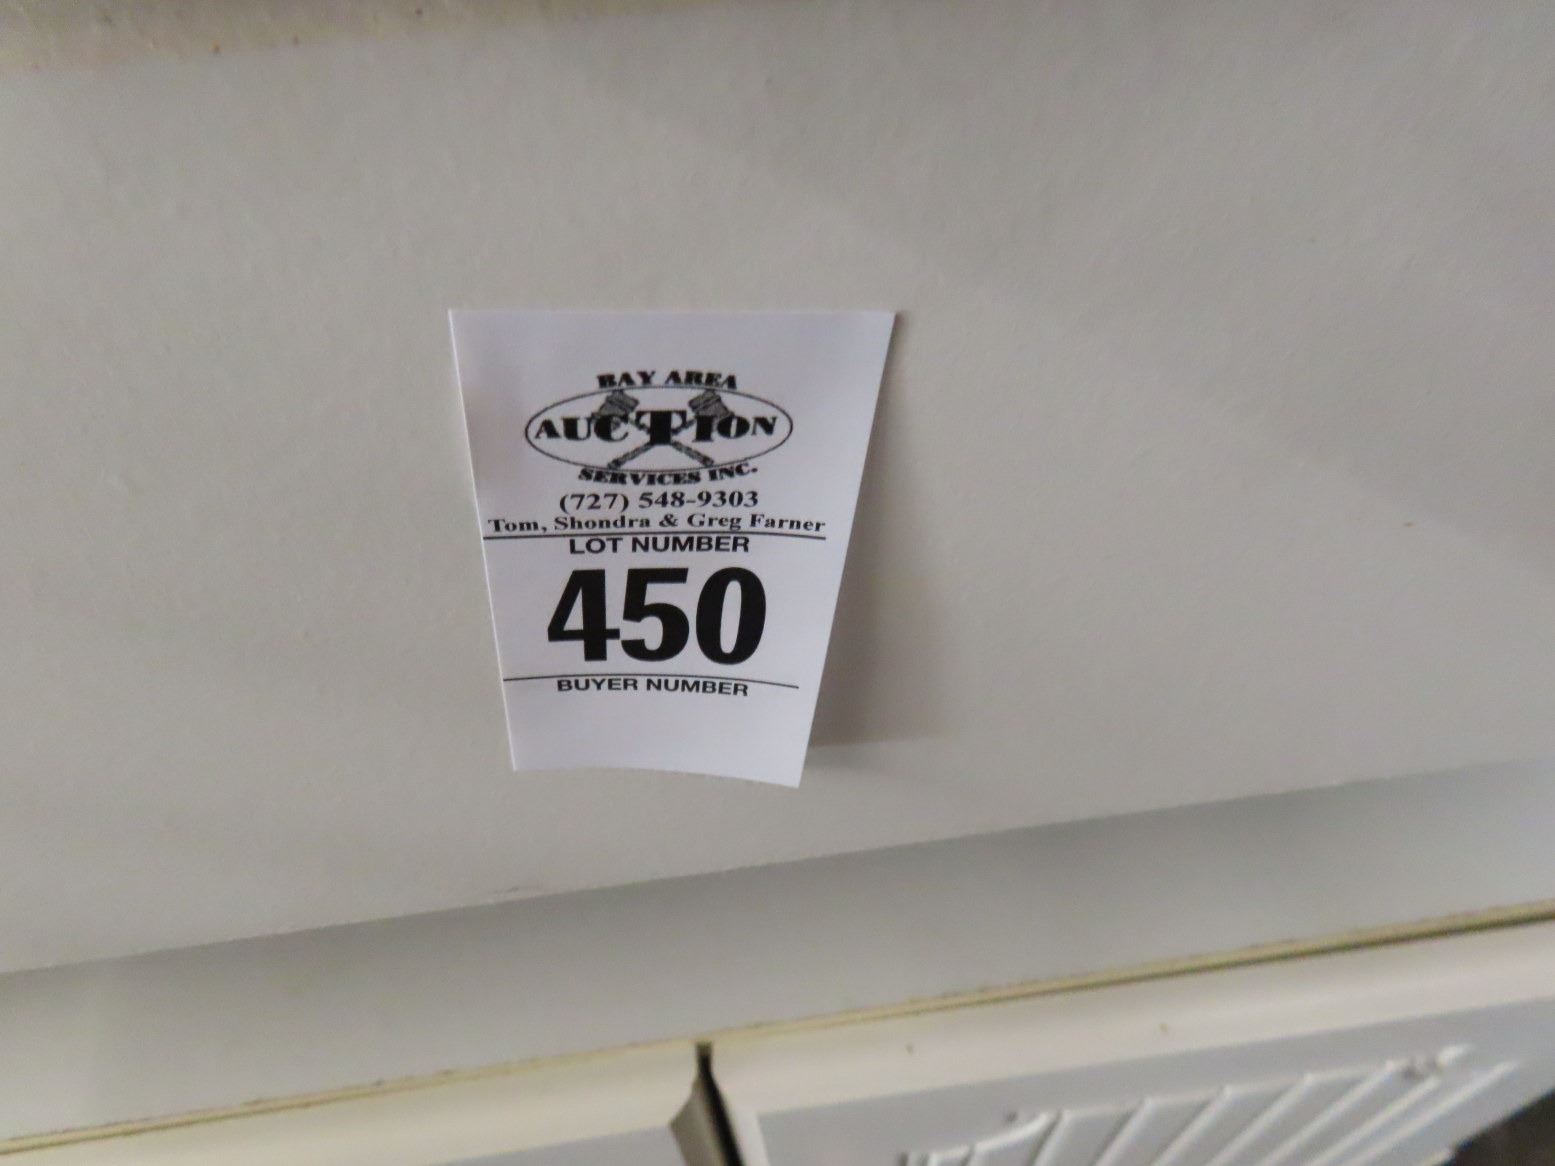 BAY AREA
AUCTION
SERVICES INC.
(727) 548-9303
Tom, Shondra & Greg Farner
LOT NUMBER
450
BUYER NUMBER